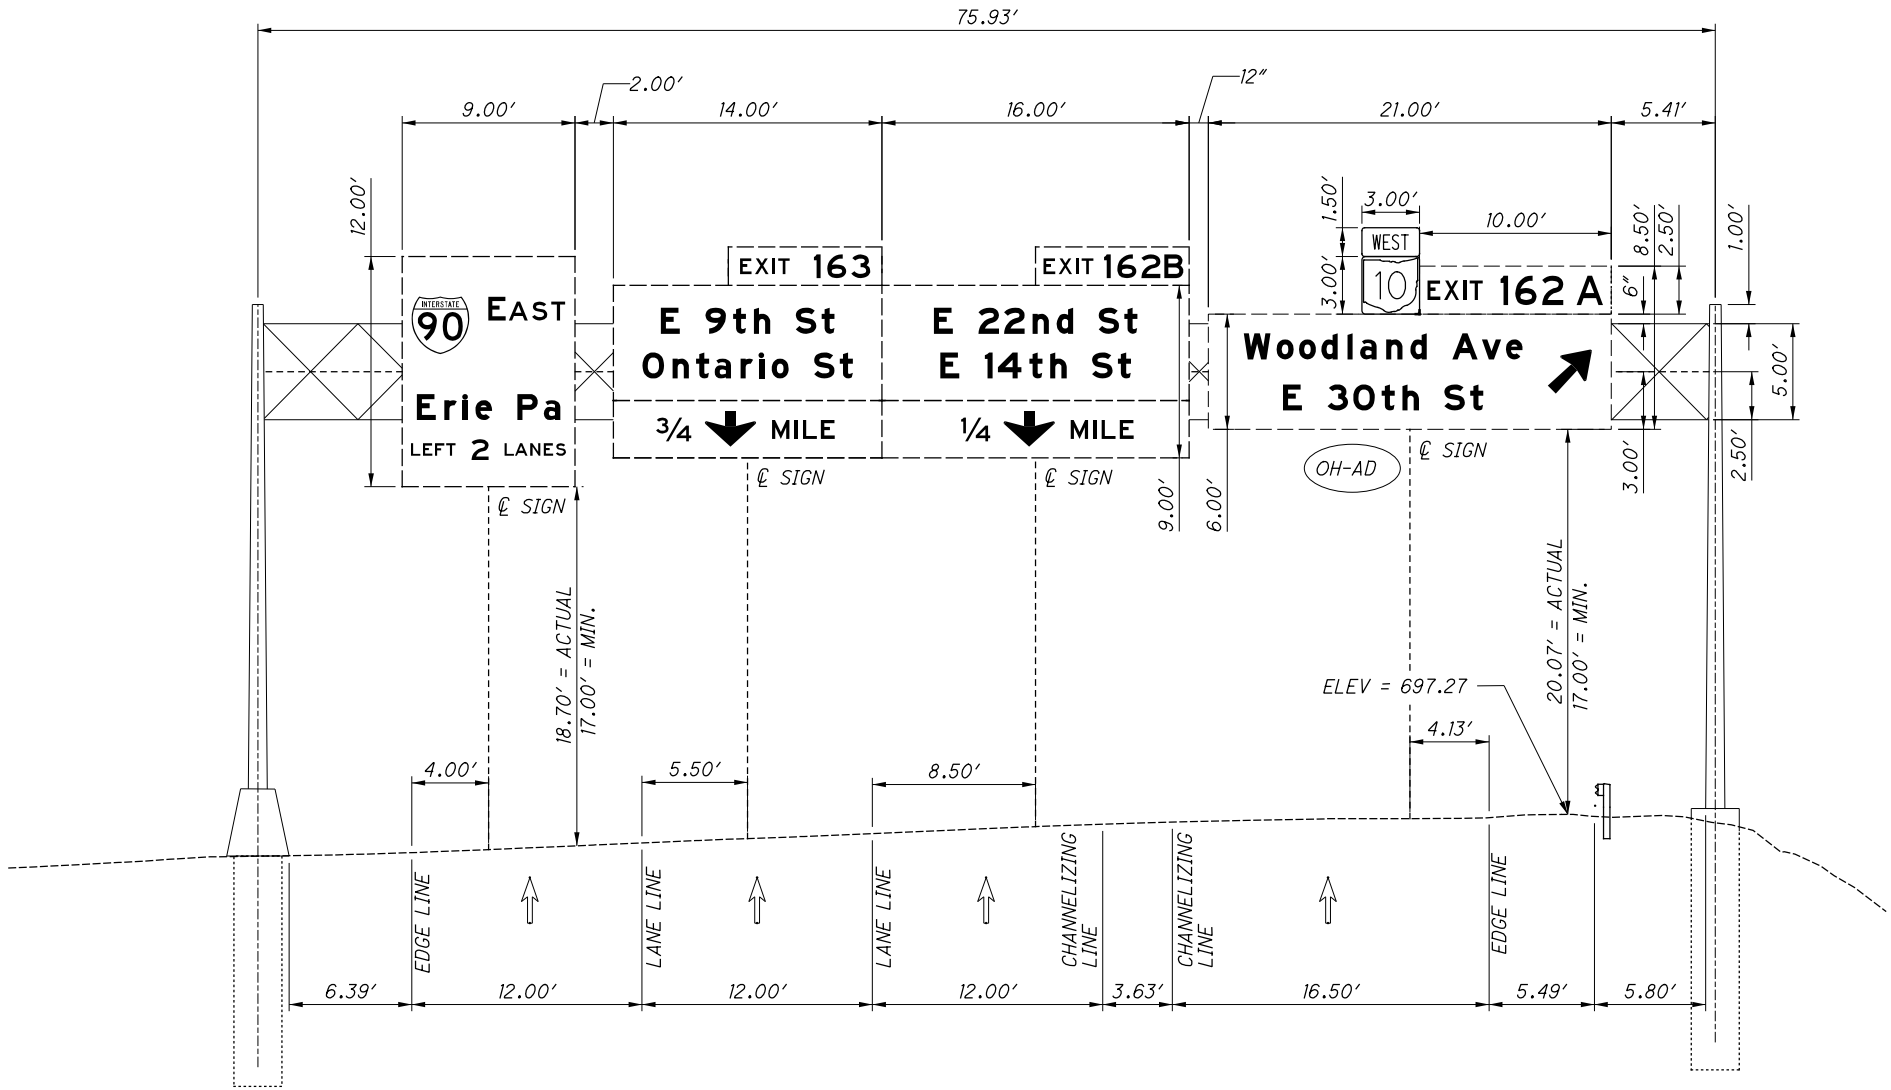 75.93'
2.00'
12"
9.00'
14.00'
16.00'
21.00'
5.41'
12.00'
1.50'
3.00'
10.00'
8.50'
2.50'
1.00'
WEST
EXIT 163
EXIT 162B
3.00'
10
EXIT 162 A
6"
INTERSTATE
90 EAST
E 9th St
Ontario St
E 22nd St
E 14th St
Woodland Ave
E 30th St
5.00'
Erie Pa
LEFT 2 LANES
3/4 MILE
1/4 MILE
℄ SIGN
℄ SIGN
℄ SIGN
℄ SIGN
OH-AD
3.00'
2.50'
9.00'
6.00'
18.70' = ACTUAL
17.00' = MIN.
20.07' = ACTUAL
17.00' = MIN.
ELEV = 697.27
4.13'
4.00'
5.50'
8.50'
EDGE LINE
LANE LINE
LANE LINE
CHANNELIZING
LINE
CHANNELIZING
LINE
EDGE LINE
6.39'
12.00'
12.00'
12.00'
3.63'
16.50'
5.49'
5.80'